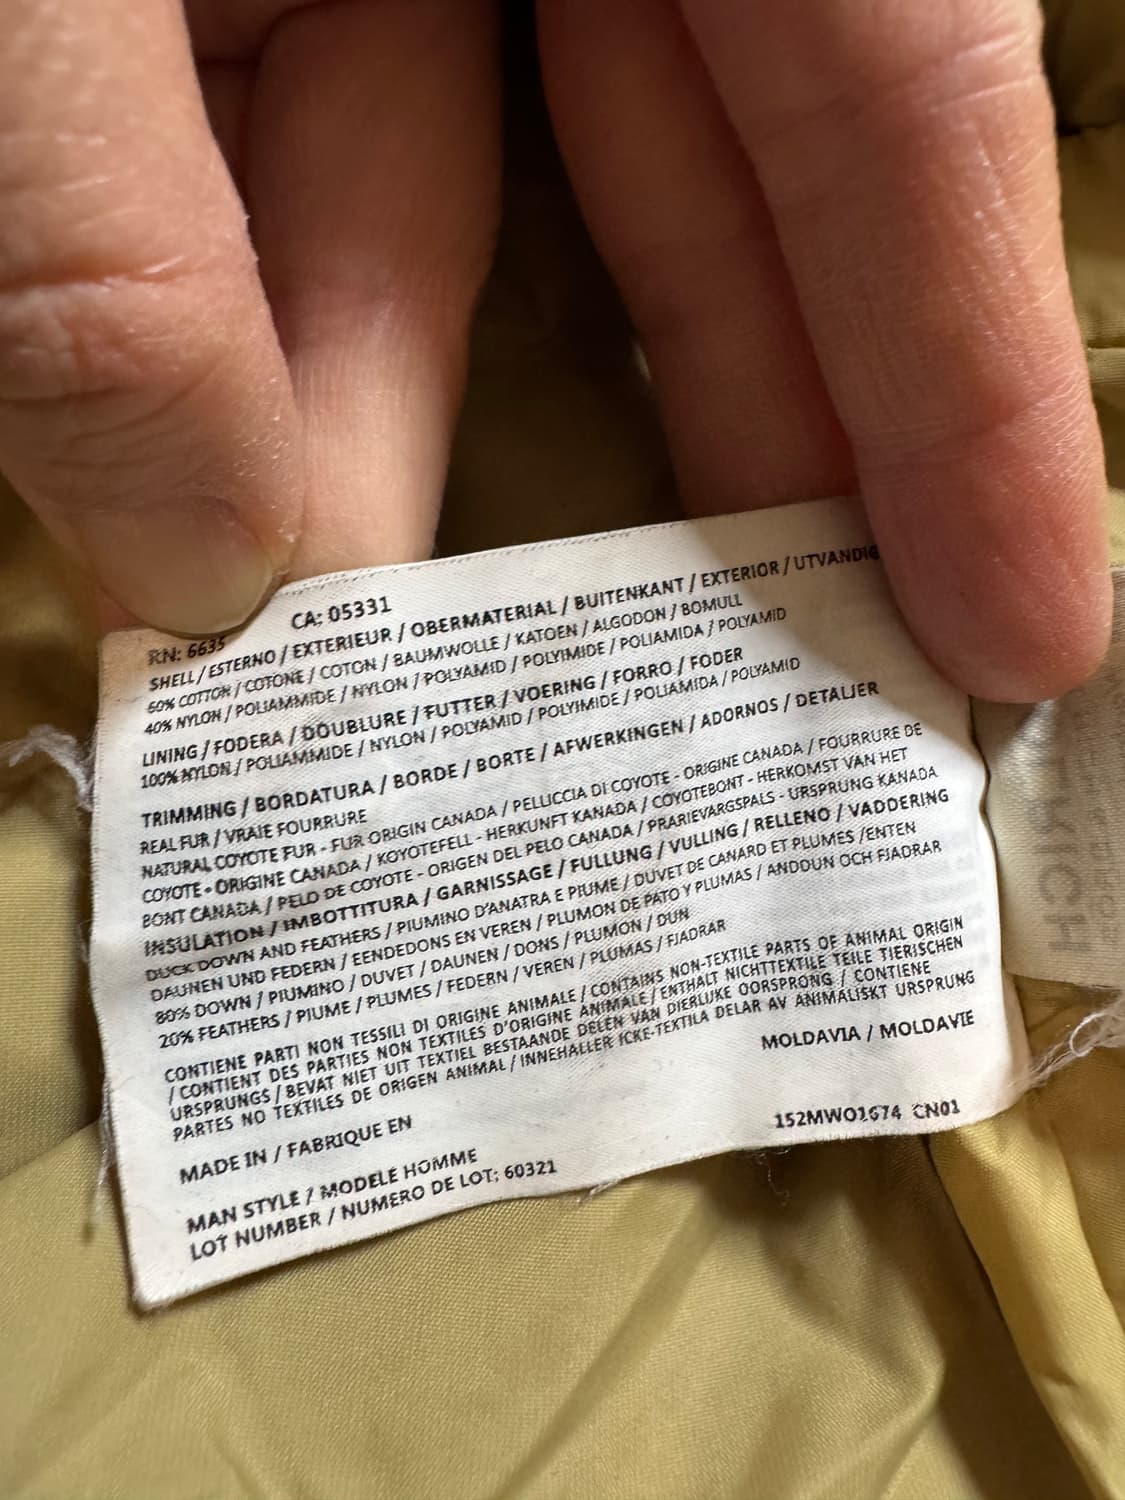 RN: 6635 CA: 05331
SHELL / ESTERNO / EXTERIEUR / OBERMATERIAL / BUITENKANT / EXTERIOR / UTVANDIG
60% COTTON / COTONE / COTON / BAUMWOLLE / KATOEN / ALGODON / BOMULL
40% NYLON / POLIAMMIDE / NYLON / POLYAMID / POLYIMIDE / POLIAMIDA / POLYAMID
LINING / FODERA / DOUBLURE / FUTTER / VOERING / FORRO / FODER
100% NYLON / POLIAMMIDE / NYLON / POLYAMID / POLYIMIDE / POLIAMIDA / POLYAMID
TRIMMING / BORDATURA / BORDE / BORTE / AFWERKINGEN / ADORNOS / DETALJER
REAL FUR / VRAIE FOURRURE
NATURAL COYOTE FUR - FUR ORIGIN CANADA / PELLICCIA DI COYOTE - ORIGINE CANADA / FOURRURE DE
COYOTE - ORIGINE CANADA / KOYOTEFELL - HERKUNFT KANADA / COYOTEBONT - HERKOMST VAN HET
BONT CANADA / PELO DE COYOTE - ORIGEN DEL PELO CANADA / PRARIEVARGSPALS - URSPRUNG KANADA
INSULATION / IMBOTTITURA / GARNISSAGE / FULLUNG / VULLING / RELLENO / VADDERING
DUCK DOWN AND FEATHERS / PIUMINO D'ANATRA E PIUME / DUVET DE CANARD ET PLUMES /ENTEN
DAUNEN UND FEDERN / EENDEDONS EN VEREN / PLUMON DE PATO Y PLUMAS / ANDDUN OCH FJADRAR
80% DOWN / PIUMINO / DUVET / DAUNEN / DONS / PLUMON / DUN
20% FEATHERS / PIUME / PLUMES / FEDERN / VEREN / PLUMAS / FJADRAR
CONTIENE PARTI NON TESSILI DI ORIGINE ANIMALE / CONTAINS NON-TEXTILE PARTS OF ANIMAL ORIGIN
/ CONTIENT DES PARTIES NON TEXTILES D'ORIGINE ANIMALE / ENTHALT NICHTTEXTILE TEILE TIERISCHEN
URSPRUNGS / BEVAT NIET UIT TEXTIEL BESTAANDE DELEN VAN DIERLIJKE OORSPRONG / CONTIENE
PARTES NO TEXTILES DE ORIGEN ANIMAL / INNEHALLER ICKE-TEXTILA DELAR AV ANIMALISKT URSPRUNG
MADE IN / FABRIQUE EN MOLDAVIA / MOLDAVIE
MAN STYLE / MODELE HOMME 152MWO1674 CN01
LOT NUMBER / NUMERO DE LOT: 60321